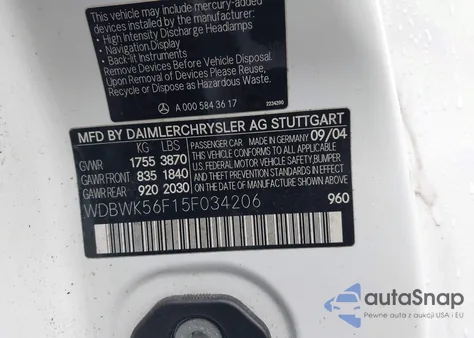 This vehicle may include mercury-added
devices installed by manufacturer:
• High Intensity Discharge Headlamps
• Navigation Display
• Back-lit Instruments
Remove Devices Before Vehicle Disposal.
Upon Removal of Devices Please Reuse,
Recycle or Dispose as Hazardous Waste.
A 000 584 36 17
2224290
MFD BY DAIMLERCHRYSLER AG STUTTGART
KG LBS
GVWR 1755 3870
GAWR FRONT 835 1840
GAWR REAR 920 2030
PASSENGER CAR MADE IN GERMANY 09/04
THIS VEHICLE CONFORMS TO ALL APPLICABLE
U.S. FEDERAL MOTOR VEHICLE SAFETY, BUMPER
AND THEFT PREVENTION STANDARDS IN EFFECT
ON THE DATE OF MANUFACTURE SHOWN ABOVE.
WDBWK56F15F034206 960
autoSnap
Pewne auta z aukcji USA i EU